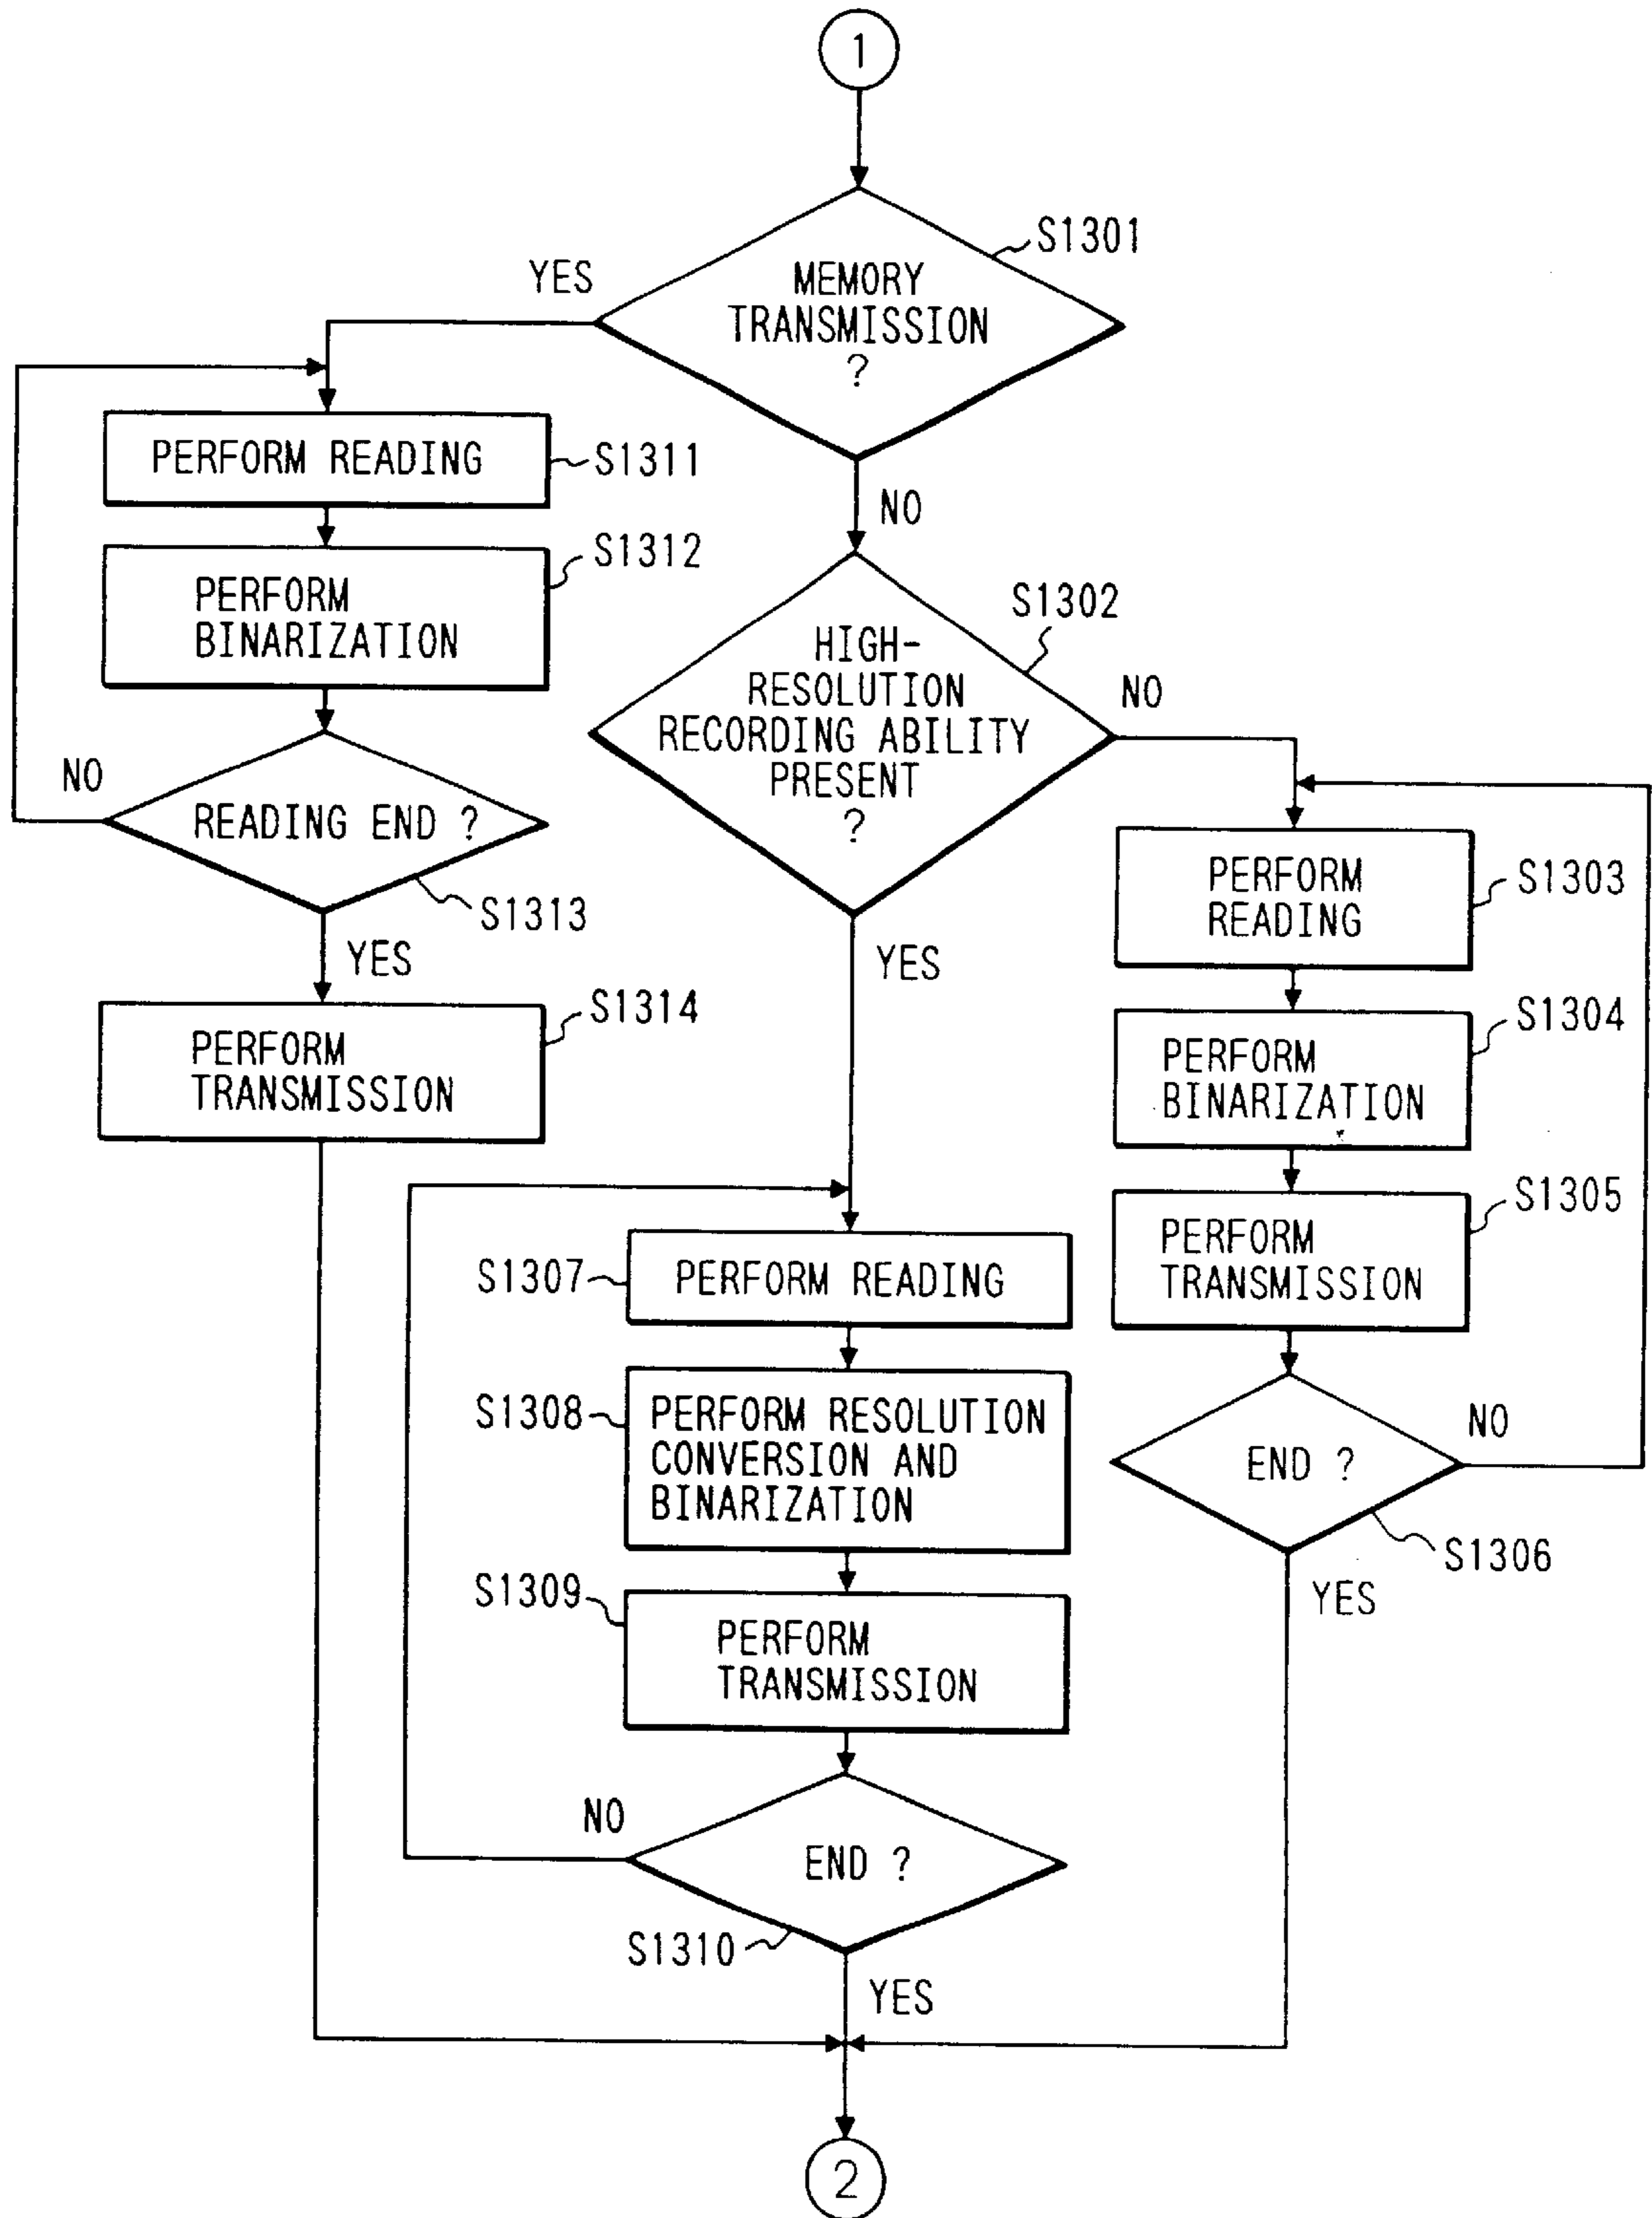 1
S1301
YES
MEMORY
TRANSMISSION
?
PERFORM READING
S1311
NO
S1312
PERFORM
BINARIZATION
S1302
HIGH-
RESOLUTION
RECORDING ABILITY
PRESENT
?
NO
NO
READING END ?
S1313
YES
PERFORM
READING
S1303
YES
S1314
PERFORM
TRANSMISSION
S1304
PERFORM
BINARIZATION
S1305
PERFORM
TRANSMISSION
S1307
PERFORM READING
S1308
PERFORM RESOLUTION
CONVERSION AND
BINARIZATION
NO
END ?
S1306
YES
S1309
PERFORM
TRANSMISSION
NO
END ?
S1310
YES
2